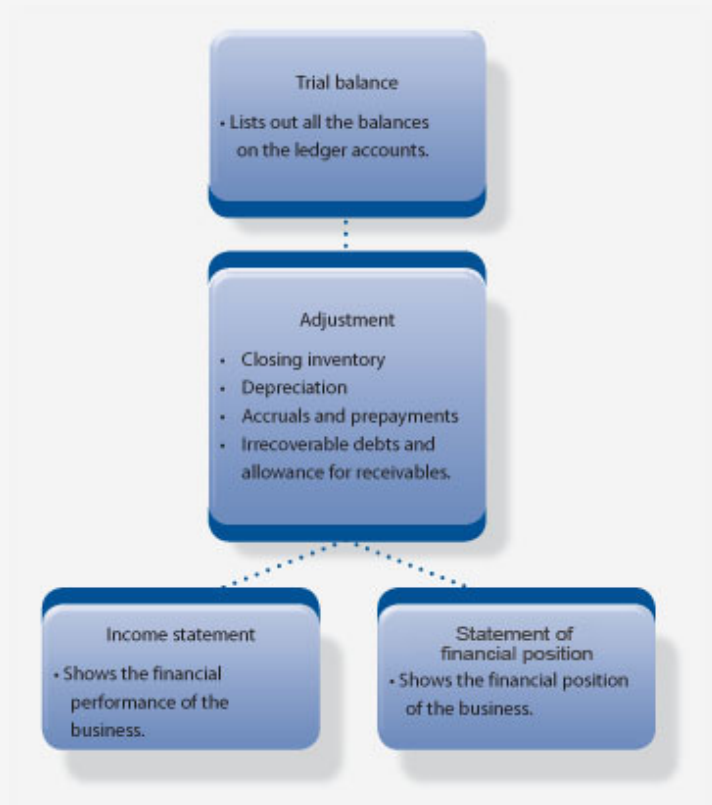 Trial balance
• Lists out all the balances
on the ledger accounts.
Adjustment
• Closing inventory
• Depreciation
• Accruals and prepayments
• Irrecoverable debts and
allowance for receivables.
Income statement
• Shows the financial
performance of the
business.
Statement of
financial position
• Shows the financial position
of the business.